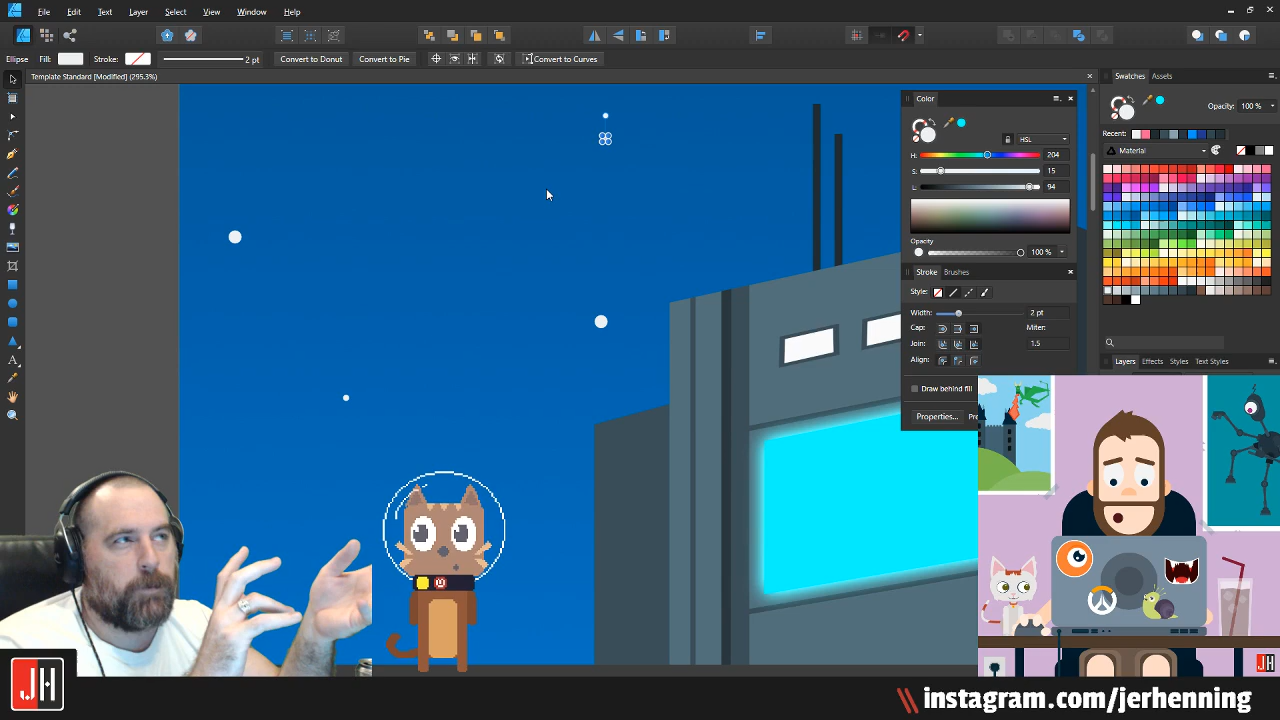 File Edit Text Layer Select View Window Help
Ellipse Fill: Stroke: 2 pt Convert to Donut Convert to Pie Convert to Curves
Template Standard [Modified] (295.3%)
Swatches Assets
Opacity: 100 %
Recent:
Material
Color
HSL
H: 204
S: 15
L: 94
Opacity
100 %
Stroke Brushes
Style:
Width: 2 pt
Cap: Miter:
Join: 1.5
Align:
Draw behind fill
Properties...
Layers Effects Styles Text Styles
JH
JH
instagram.com/jerhenning